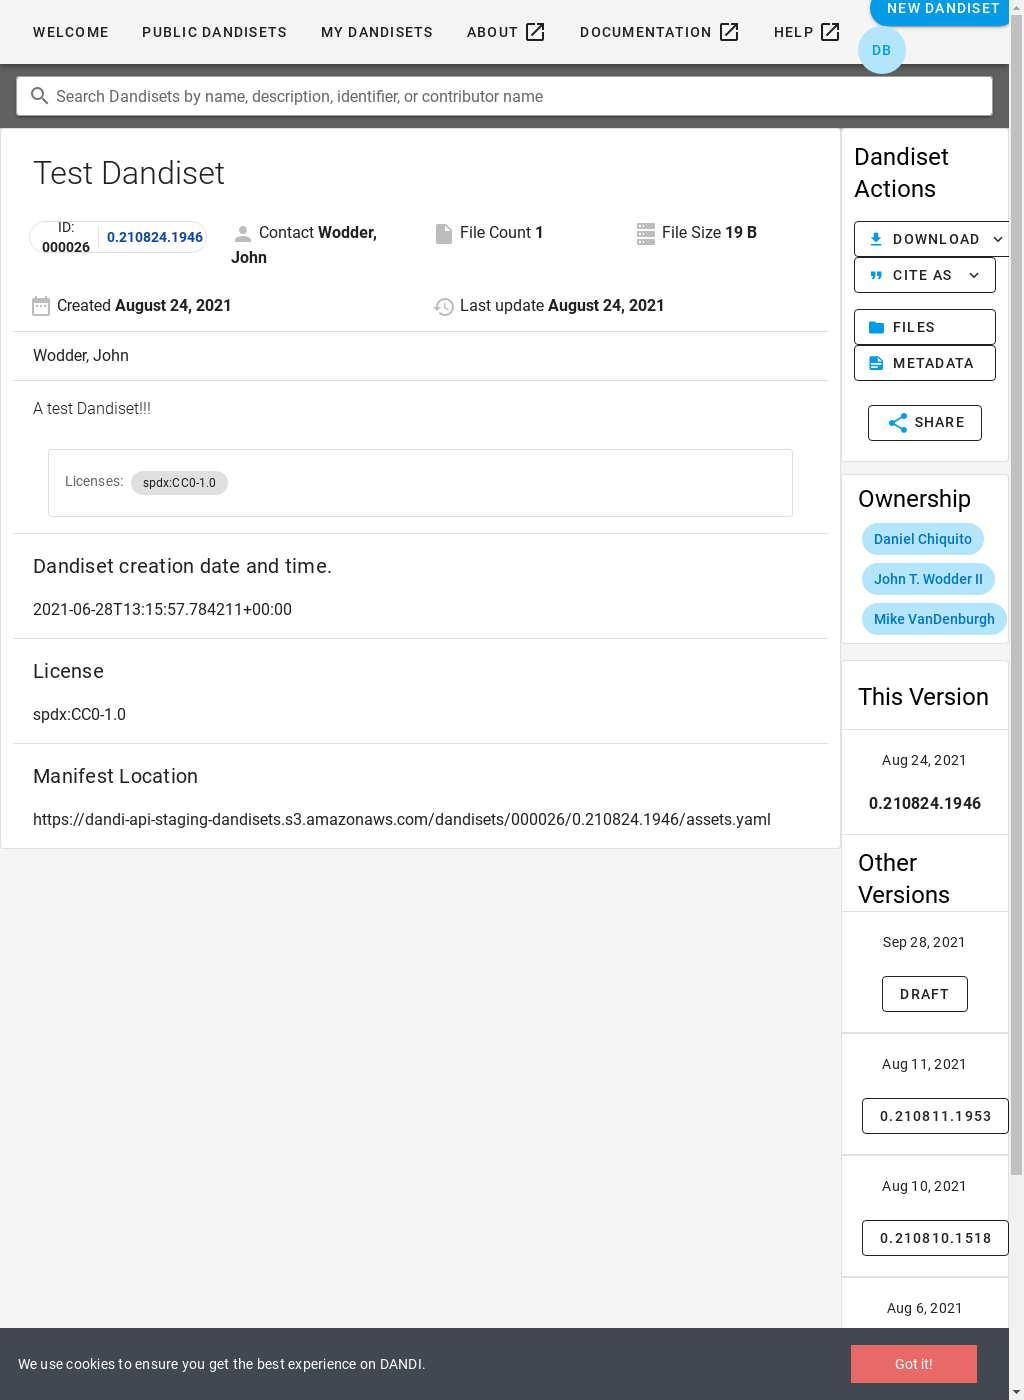 WELCOME
PUBLIC DANDISETS
MY DANDISETS
ABOUT
DOCUMENTATION
HELP
NEW DANDISET
DB
Search Dandisets by name, description, identifier, or contributor name
Test Dandiset
ID:
000026
0.210824.1946
Contact Wodder,
John
File Count 1
File Size 19 B
Created August 24, 2021
Last update August 24, 2021
Wodder, John
A test Dandiset!!!
Licenses: spdx:CC0-1.0
Dandiset creation date and time.
2021-06-28T13:15:57.784211+00:00
License
spdx:CC0-1.0
Manifest Location
https://dandi-api-staging-dandisets.s3.amazonaws.com/dandisets/000026/0.210824.1946/assets.yaml
Dandiset
Actions
DOWNLOAD
CITE AS
FILES
METADATA
SHARE
Ownership
Daniel Chiquito
John T. Wodder II
Mike VanDenburgh
This Version
Aug 24, 2021
0.210824.1946
Other
Versions
Sep 28, 2021
DRAFT
Aug 11, 2021
0.210811.1953
Aug 10, 2021
0.210810.1518
Aug 6, 2021
We use cookies to ensure you get the best experience on DANDI.
Got it!